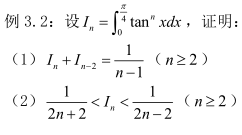 例 3.2：设 $I_n = \int_0^{\frac{\pi}{4}} \tan^n x dx$，证明：
（1）$I_n + I_{n-2} = \frac{1}{n-1}$（$n \geq 2$）
（2）$\frac{1}{2n+2} < I_n < \frac{1}{2n-2}$（$n \geq 2$）